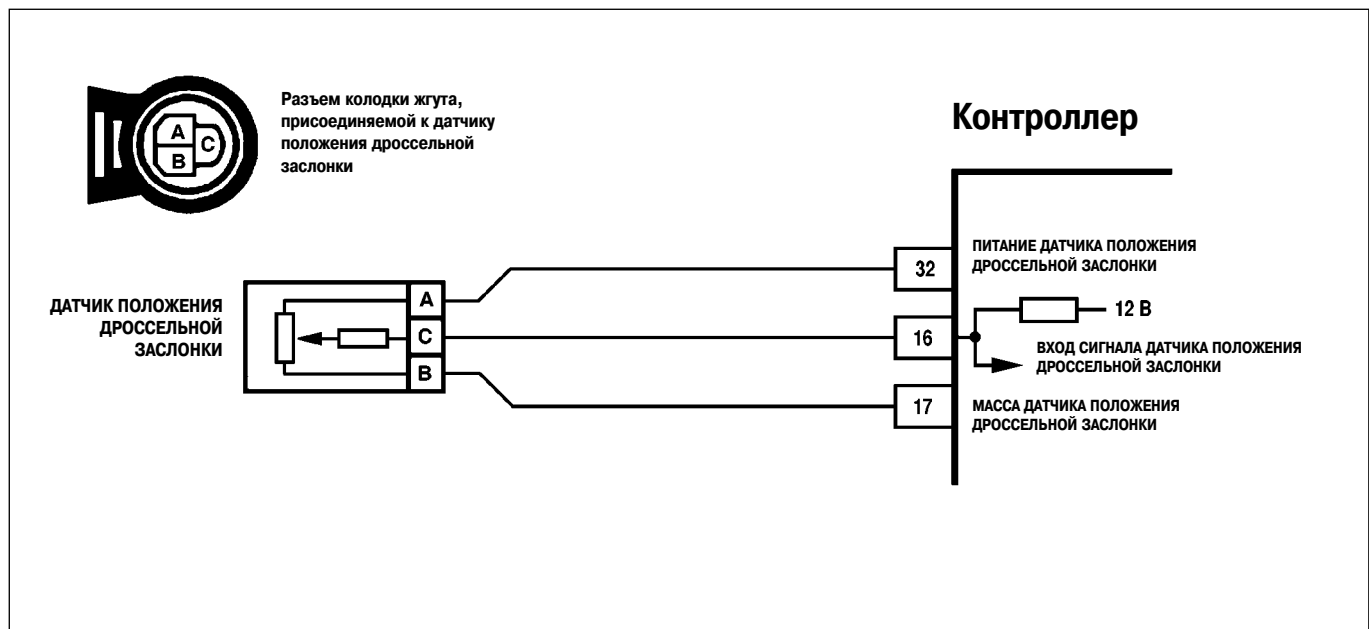 A
B
C
Разъем колодки жгута,
присоединяемой к датчику
положения дроссельной
заслонки
Контроллер
ДАТЧИК ПОЛОЖЕНИЯ
ДРОССЕЛЬНОЙ
ЗАСЛОНКИ
A
C
B
32
16
17
ПИТАНИЕ ДАТЧИКА ПОЛОЖЕНИЯ
ДРОССЕЛЬНОЙ ЗАСЛОНКИ
12 В
ВХОД СИГНАЛА ДАТЧИКА ПОЛОЖЕНИЯ
ДРОССЕЛЬНОЙ ЗАСЛОНКИ
МАССА ДАТЧИКА ПОЛОЖЕНИЯ
ДРОССЕЛЬНОЙ ЗАСЛОНКИ